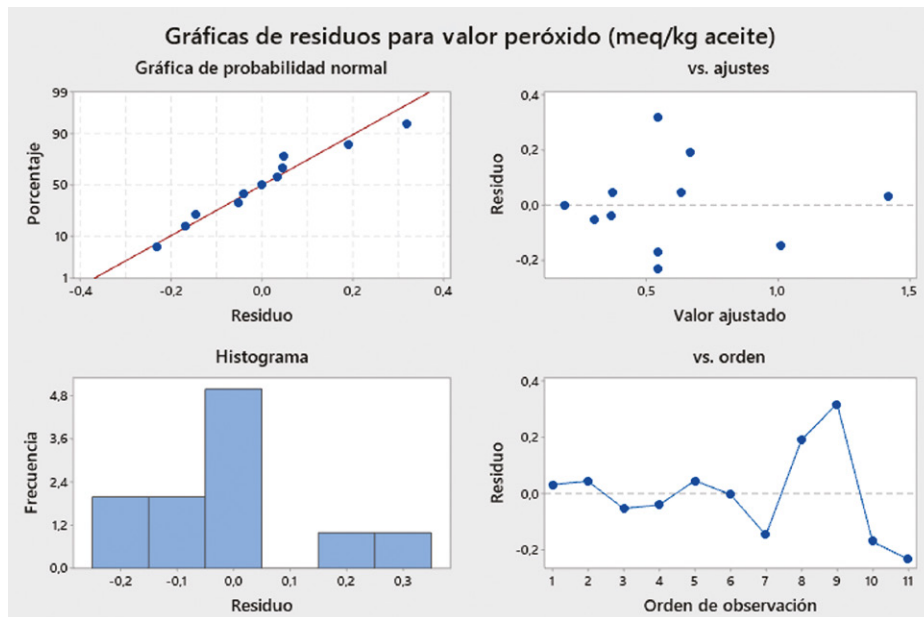 Gráficas de residuos para valor peróxido (meq/kg aceite)
Gráfica de probabilidad normal
99
90
50
10
1
Porcentaje
-0,4 -0,2 0,0 0,2 0,4
Residuo
vs. ajustes
0,4
0,2
0,0
-0,2
Residuo
0,5 1,0 1,5
Valor ajustado
Histograma
4,8
3,6
2,4
1,2
0,0
Frecuencia
-0,2 -0,1 0,0 0,1 0,2 0,3
Residuo
vs. orden
0,4
0,2
0,0
-0,2
Residuo
1 2 3 4 5 6 7 8 9 10 11
Orden de observación